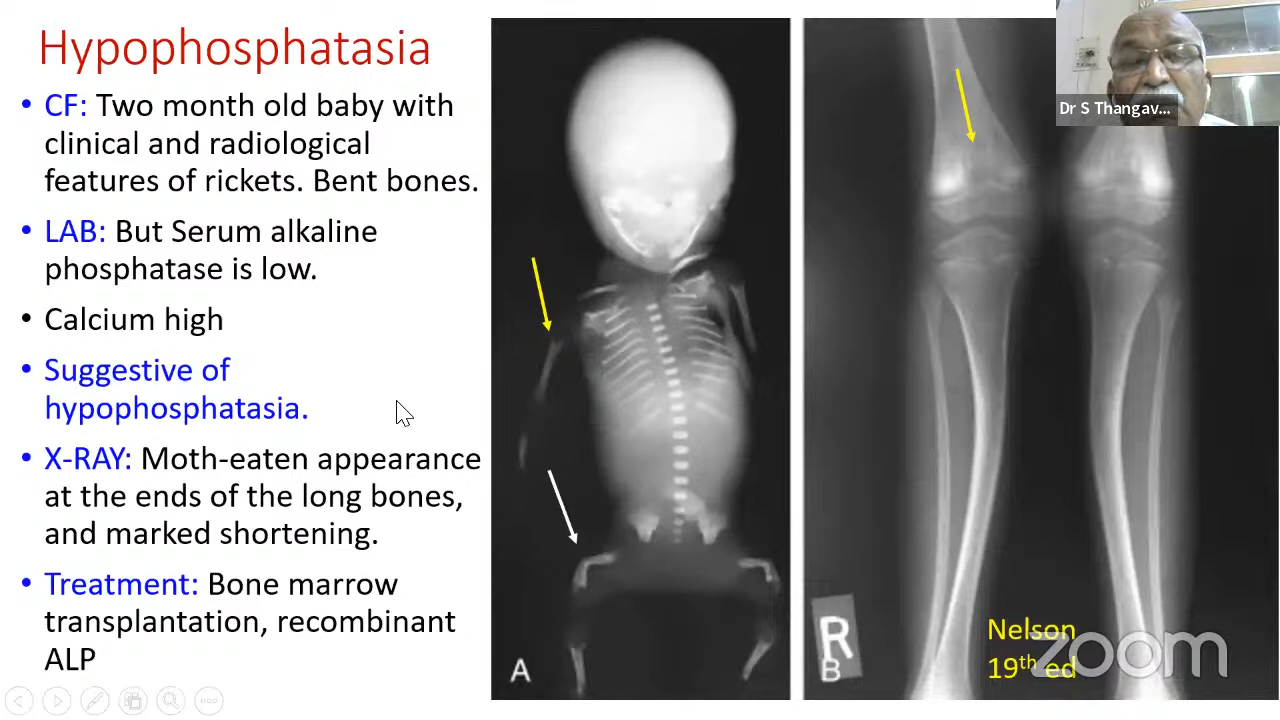 Hypophosphatasia
• CF: Two month old baby with
clinical and radiological
features of rickets. Bent bones.
• LAB: But Serum alkaline
phosphatase is low.
• Calcium high
• Suggestive of
hypophosphatasia.
• X-RAY: Moth-eaten appearance
at the ends of the long bones,
and marked shortening.
• Treatment: Bone marrow
transplantation, recombinant
ALP
A
R
B
Nelson
19th ed
zoom
Dr S Thangav...